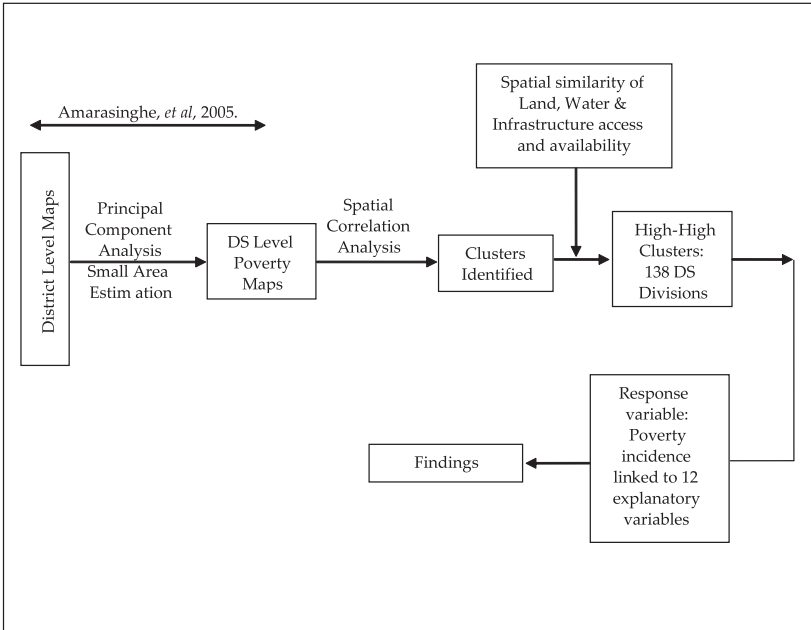 Amarasinghe, et al, 2005.
District Level Maps
Principal
Component
Analysis
Small Area
Estim ation
DS Level
Poverty
Maps
Spatial
Correlation
Analysis
Clusters
Identified
Spatial similarity of
Land, Water &
Infrastructure access
and availability
High-High
Clusters:
138 DS
Divisions
Response
variable:
Poverty
incidence
linked to 12
explanatory
variables
Findings